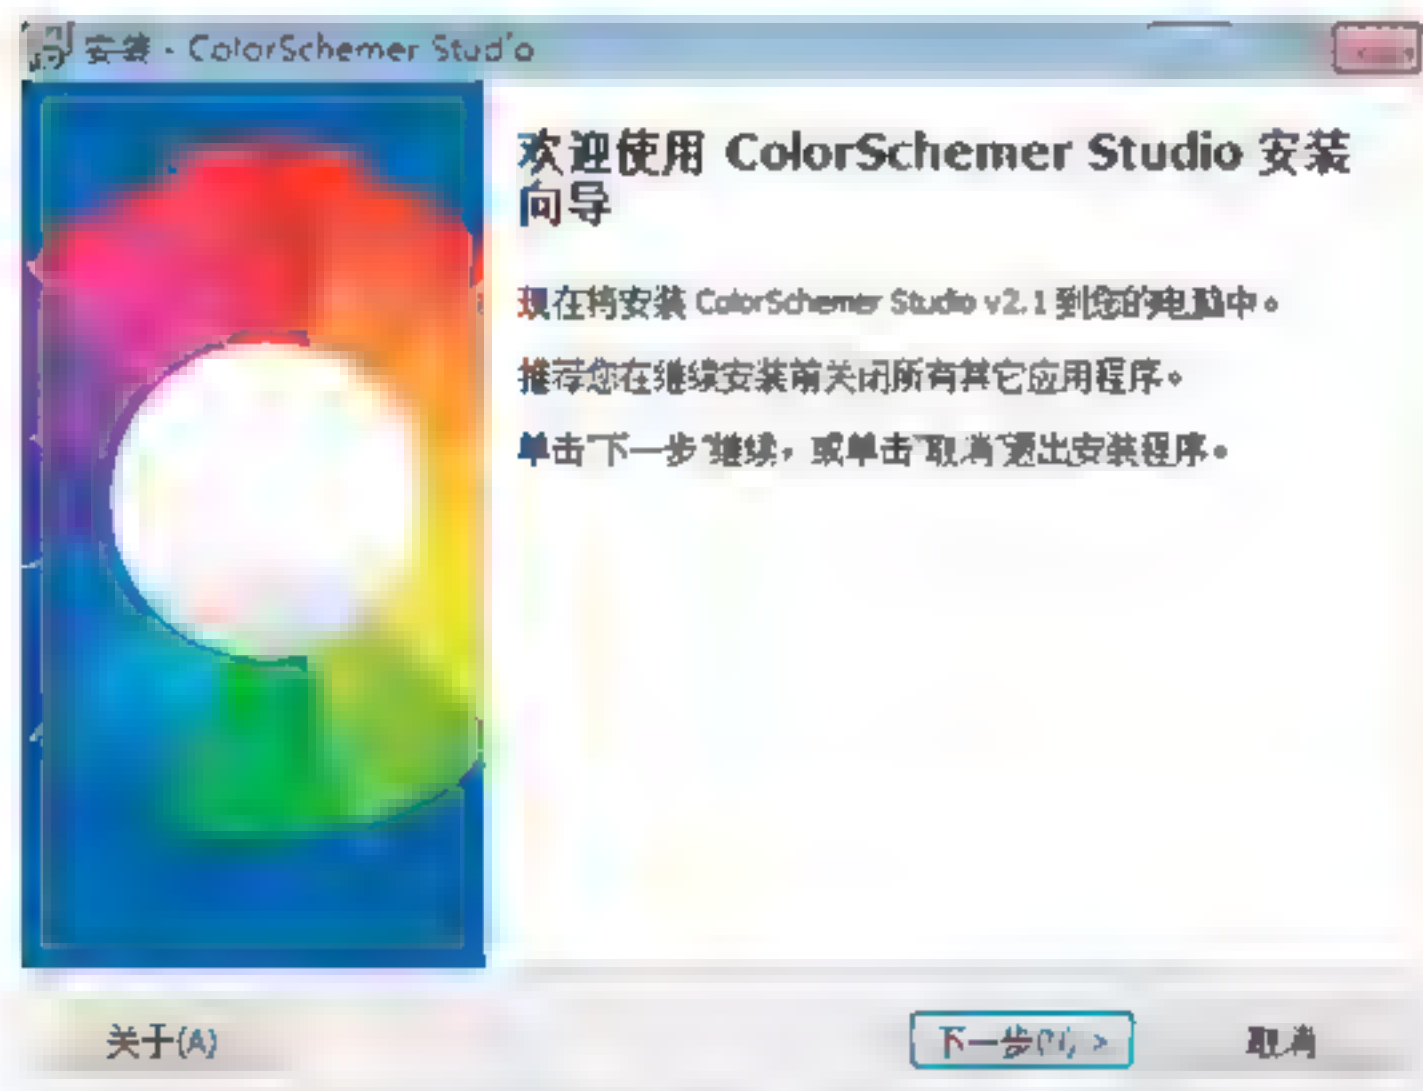 安装 - ColorSchemer Studio
欢迎使用 ColorSchemer Studio 安装
向导
现在将安装 ColorSchemer Studio v2.1 到您的电脑中。
推荐您在继续安装前关闭所有其它应用程序。
单击“下一步”继续，或单击“取消”退出安装程序。
关于(A)
下一步(N) >
取消